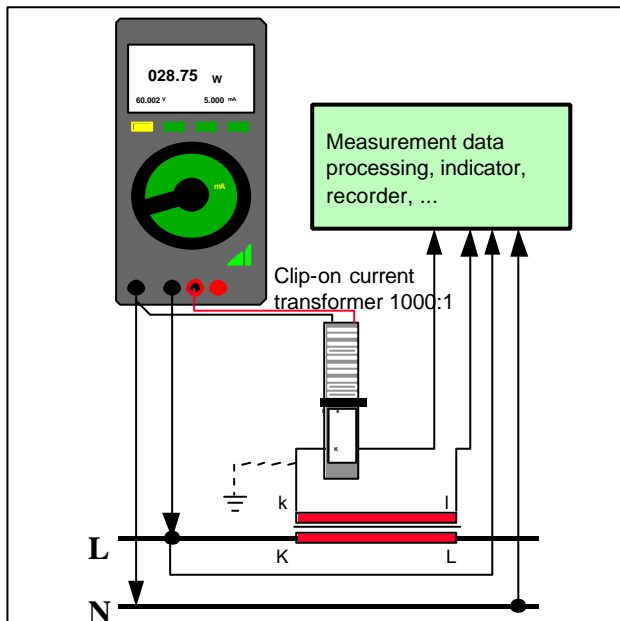 028.75 W
60.002 V 5.000 mA
mA
Measurement data
processing, indicator,
recorder, ...
Clip-on current
transformer 1000:1
k
K
k l
L
K L
N